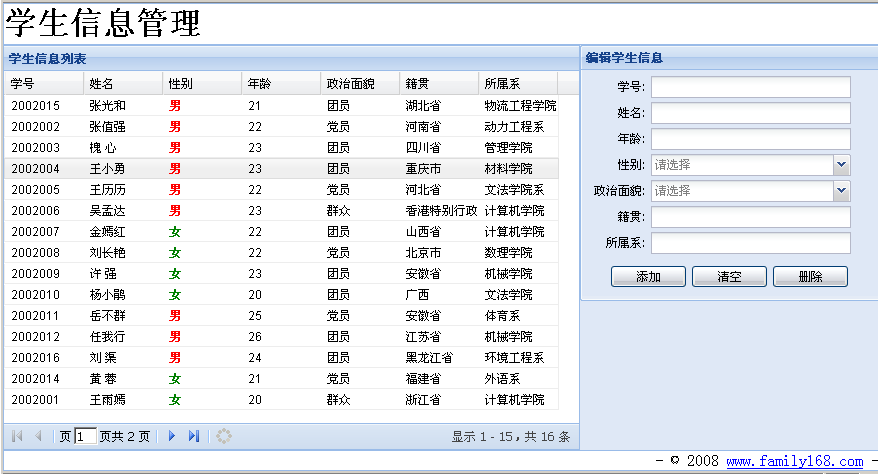 学生信息管理
学生信息列表
学号 姓名 性别 年龄 政治面貌 籍贯 所属系
2002015 张光和 男 21 团员 湖北省 物流工程学院
2002002 张值强 男 22 党员 河南省 动力工程系
2002003 槐 心 男 23 团员 四川省 管理学院
2002004 王小勇 男 23 团员 重庆市 材料学院
2002005 王历历 男 22 党员 河北省 文法学院系
2002006 吴孟达 男 23 群众 香港特别行政 计算机学院
2002007 金嫣红 女 22 团员 山西省 计算机学院
2002008 刘长艳 女 22 党员 北京市 数理学院
2002009 许 强 女 23 团员 安徽省 机械学院
2002010 杨小鹃 女 20 团员 广西 文法学院
2002011 岳不群 男 25 党员 安徽省 体育系
2002012 任我行 男 26 团员 江苏省 机械学院
2002016 刘 渠 男 24 团员 黑龙江省 环境工程系
2002014 黄 蓉 女 21 党员 福建省 外语系
2002001 王雨嫣 女 20 群众 浙江省 计算机学院
页 1 页共 2 页
显示 1 - 15，共 16 条
编辑学生信息
学号:
姓名:
年龄:
性别: 请选择
政治面貌: 请选择
籍贯:
所属系:
添加 清空 删除
- © 2008 www.family168.com -